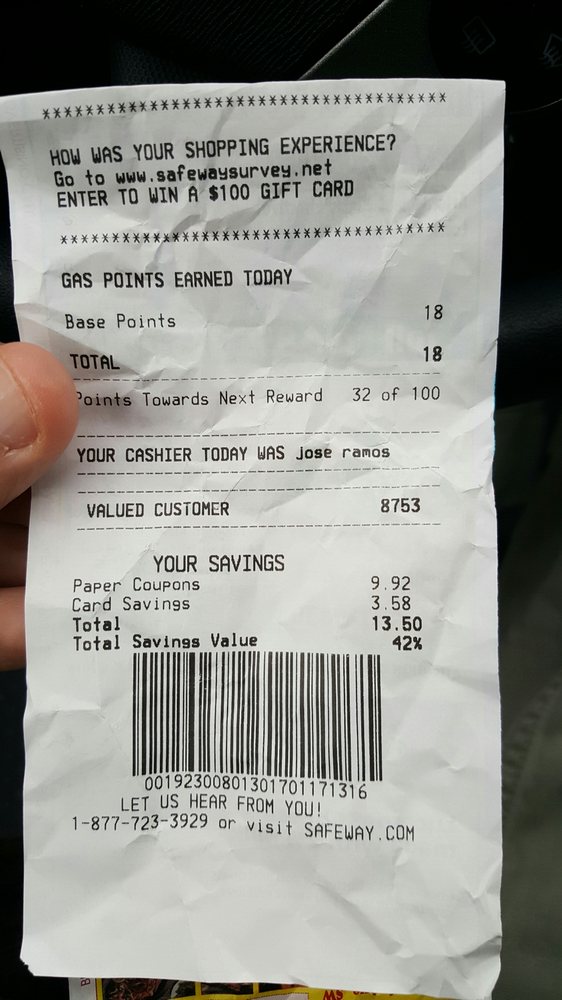 ***********************************
HOW WAS YOUR SHOPPING EXPERIENCE?
Go to www.safewaysurvey.net
ENTER TO WIN A $100 GIFT CARD
***********************************
GAS POINTS EARNED TODAY
Base Points 18
TOTAL 18
Points Towards Next Reward 32 of 100
YOUR CASHIER TODAY WAS Jose ramos
VALUED CUSTOMER 8753
YOUR SAVINGS
Paper Coupons 9.92
Card Savings 3.58
Total 13.50
Total Savings Value 42%
00192300801301701171316
LET US HEAR FROM YOU!
1-877-723-3929 or visit SAFEWAY.COM